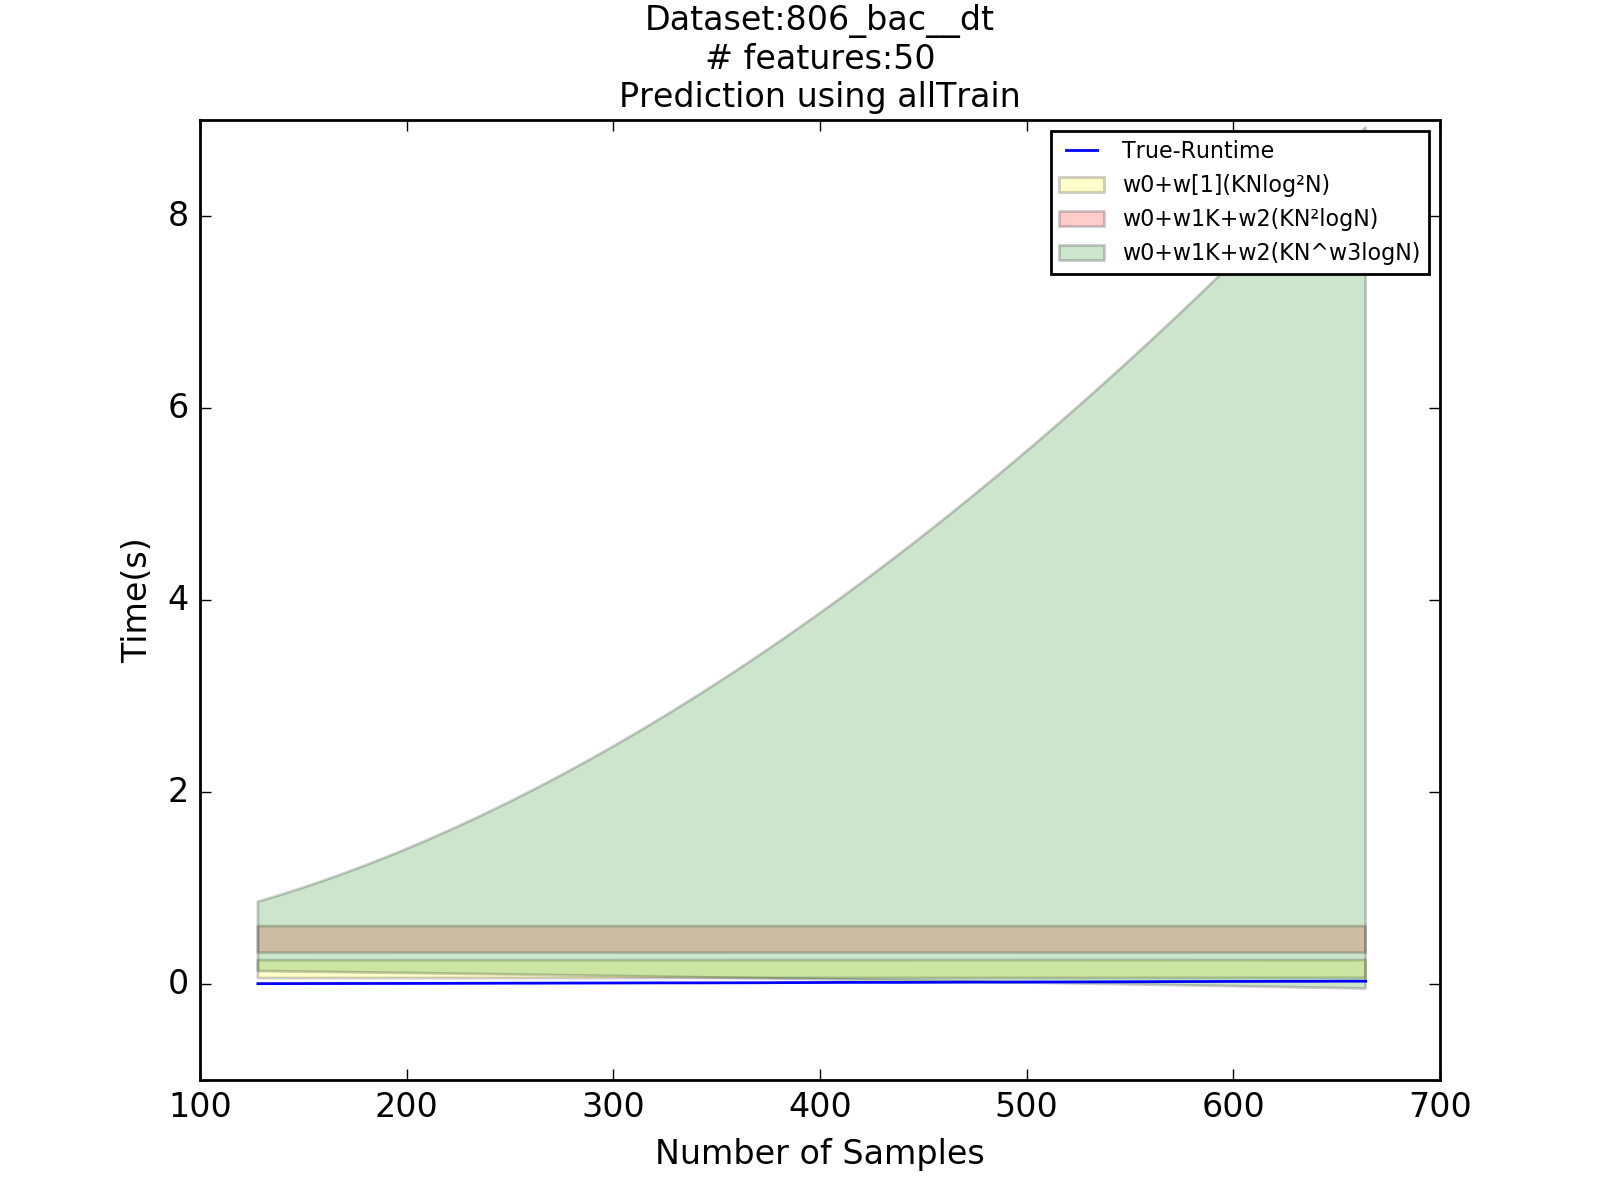 Dataset:806_bac__dt
# features:50
Prediction using allTrain
True-Runtime
w0+w[1](KNlog²N)
w0+w1K+w2(KN²logN)
w0+w1K+w2(KN^w3logN)
8
6
4
2
0
Time(s)
100 200 300 400 500 600 700
Number of Samples